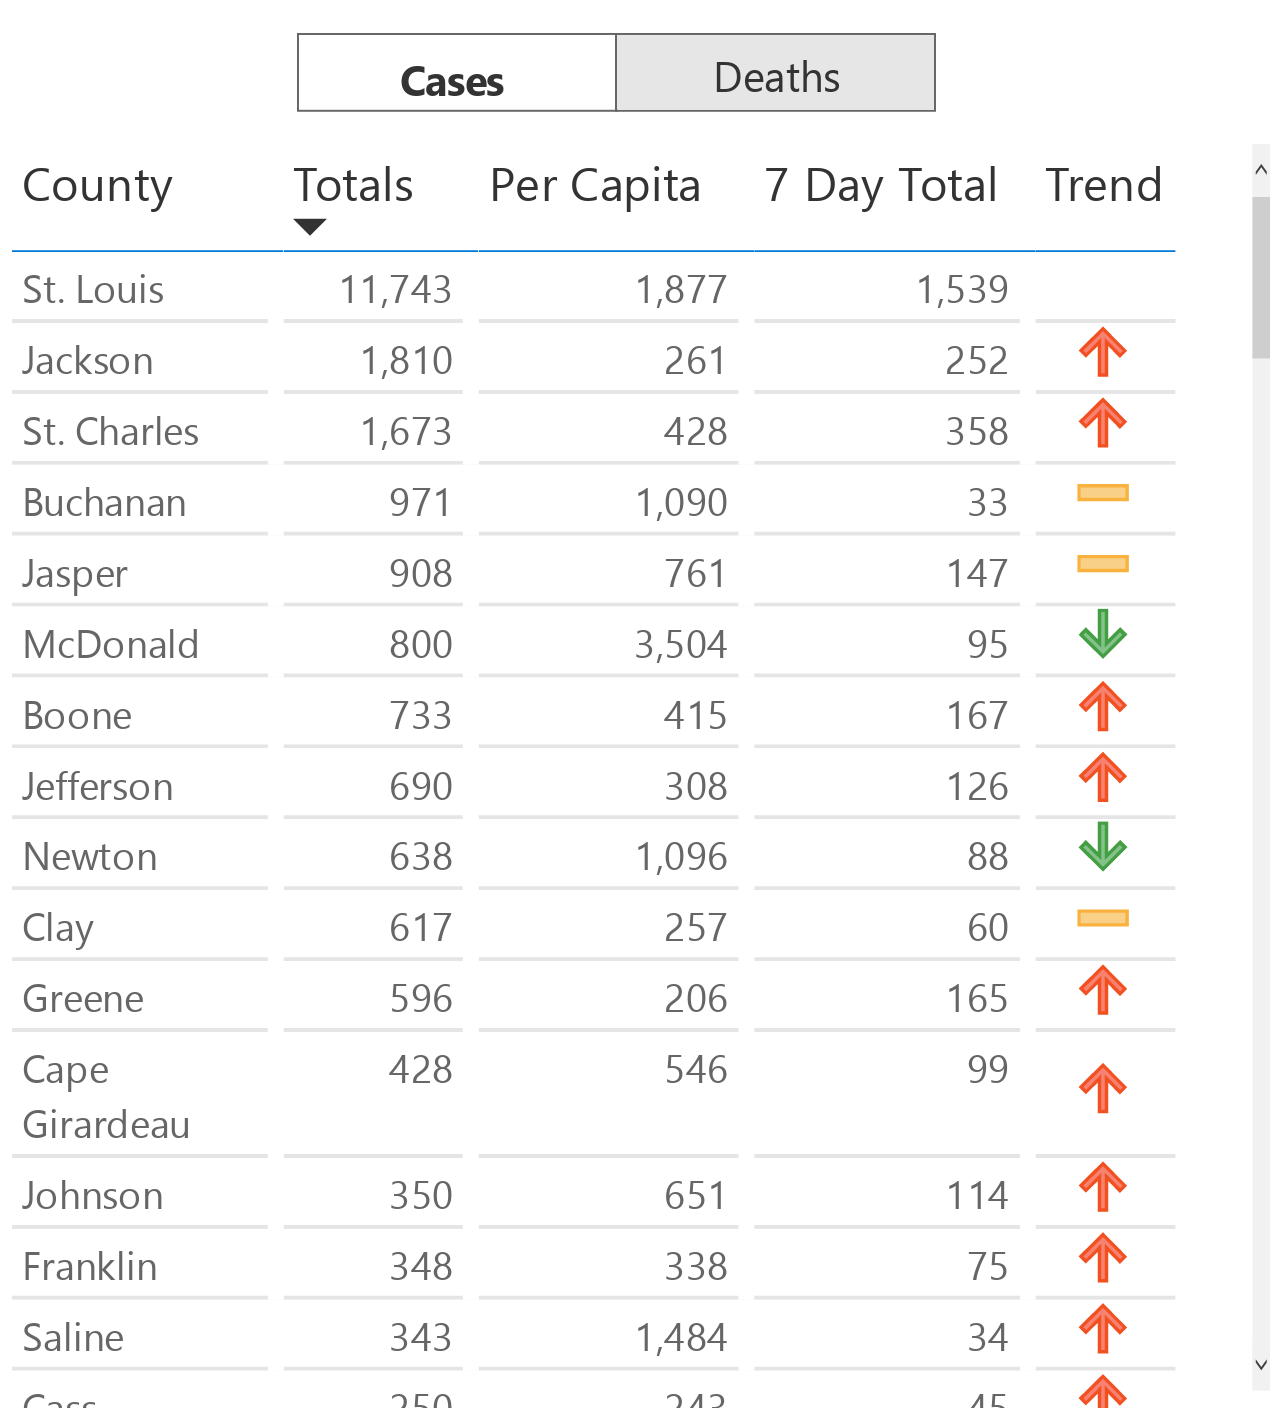 Cases Deaths
County Totals Per Capita 7 Day Total Trend
St. Louis 11,743 1,877 1,539
Jackson 1,810 261 252
St. Charles 1,673 428 358
Buchanan 971 1,090 33
Jasper 908 761 147
McDonald 800 3,504 95
Boone 733 415 167
Jefferson 690 308 126
Newton 638 1,096 88
Clay 617 257 60
Greene 596 206 165
Cape 428 546 99
Girardeau
Johnson 350 651 114
Franklin 348 338 75
Saline 343 1,484 34
Cass 250 243 45